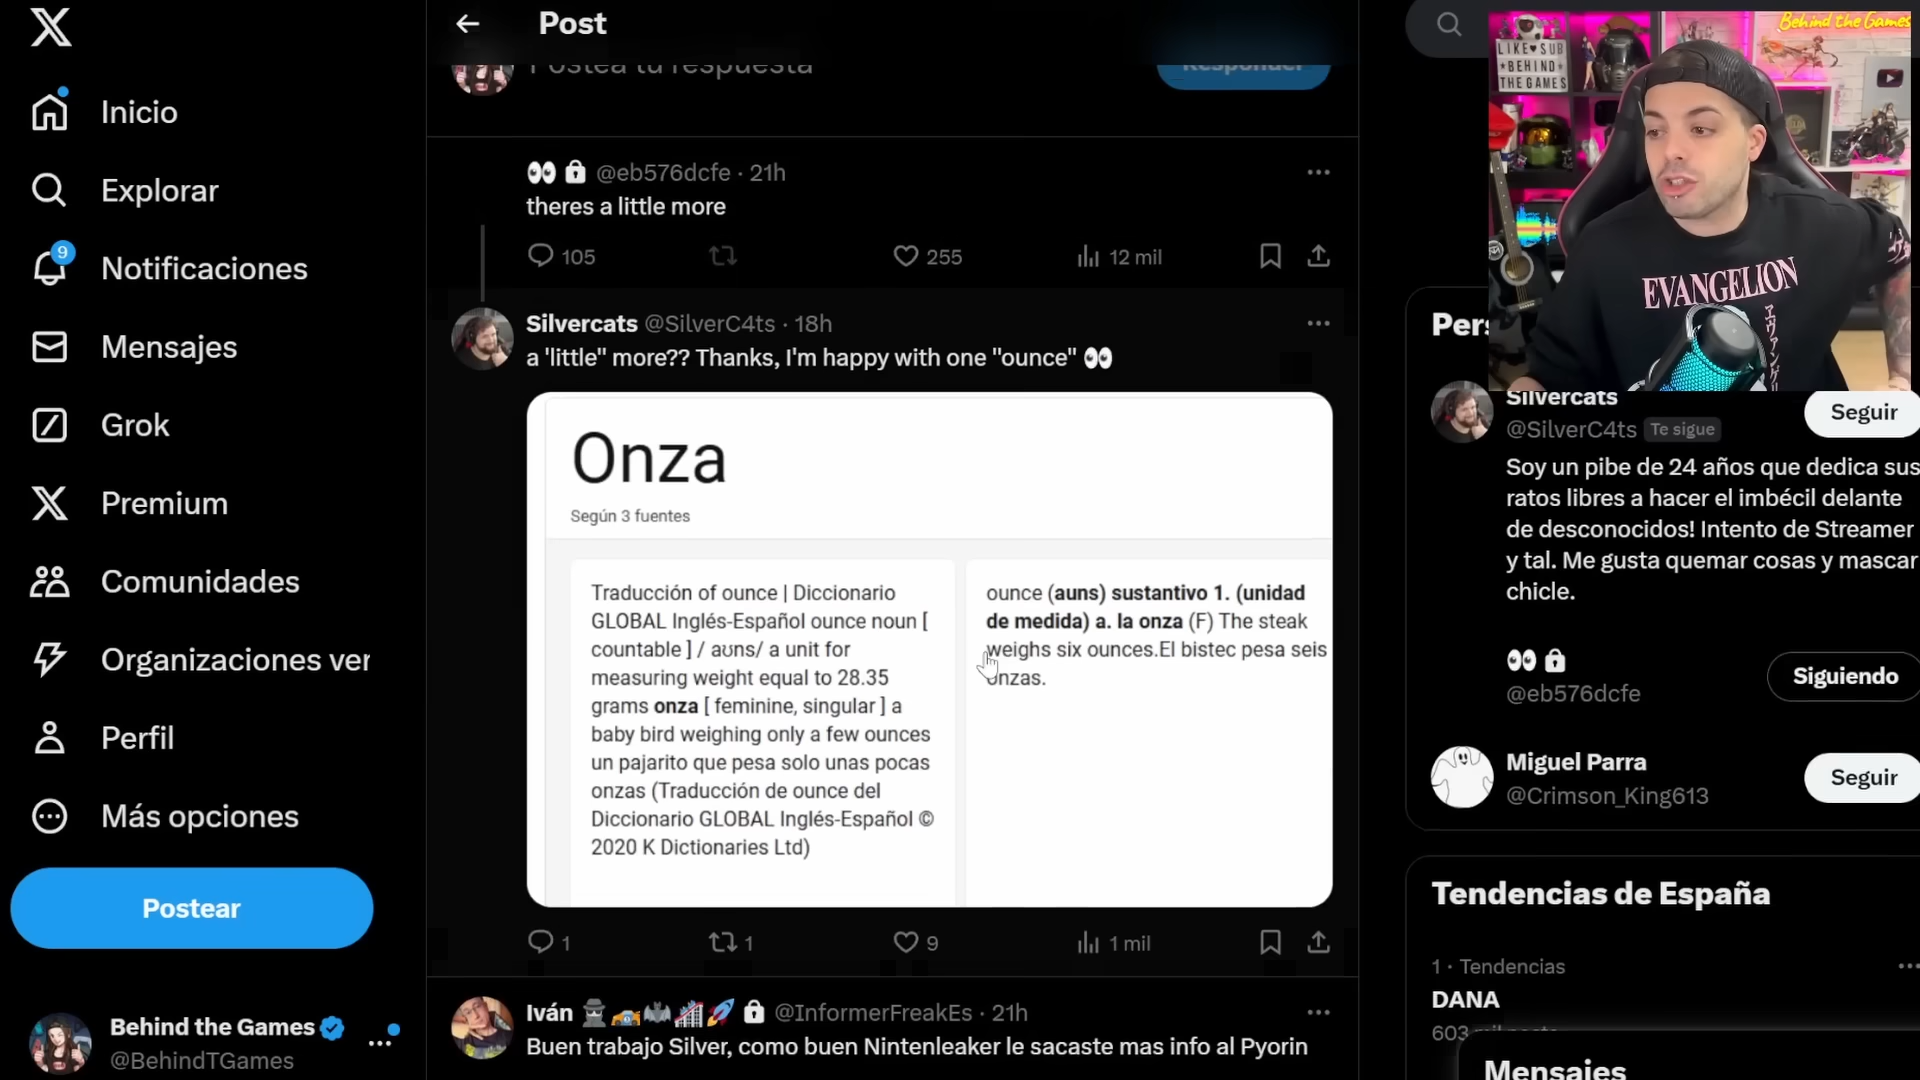 Post
Inicio
Explorar
9
Notificaciones
Mensajes
Grok
Premium
Comunidades
Organizaciones ver
Perfil
Más opciones
Postear
Behind the Games
@BehindTGames
Postea tu respuesta
Responder
@eb576dcfe · 21h
theres a little more
105
255
12 mil
Silvercats @SilverC4ts · 18h
a 'little" more?? Thanks, I'm happy with one "ounce" 👀
Onza
Según 3 fuentes
Traducción of ounce | Diccionario
GLOBAL Inglés-Español ounce noun [
countable ] / aʊns/ a unit for
measuring weight equal to 28.35
grams onza [ feminine, singular ] a
baby bird weighing only a few ounces
un pajarito que pesa solo unas pocas
onzas (Traducción de ounce del
Diccionario GLOBAL Inglés-Español ©
2020 K Dictionaries Ltd)
ounce (auns) sustantivo 1. (unidad
de medida) a. la onza (F) The steak
weighs six ounces.El bistec pesa seis
onzas.
1
1
9
1 mil
Iván @InformerFreakEs · 21h
Buen trabajo Silver, como buen Nintenleaker le sacaste mas info al Pyorin
Behind the Games
LIKE♥SUB
★BEHIND
THE GAMES
EVANGELION
Silvercats
@SilverC4ts Te sigue
Seguir
Soy un pibe de 24 años que dedica sus
ratos libres a hacer el imbécil delante
de desconocidos! Intento de Streamer
y tal. Me gusta quemar cosas y mascar
chicle.
@eb576dcfe
Siguiendo
Miguel Parra
@Crimson_King613
Seguir
Tendencias de España
1 · Tendencias
DANA
603 mil posts
Mensajes